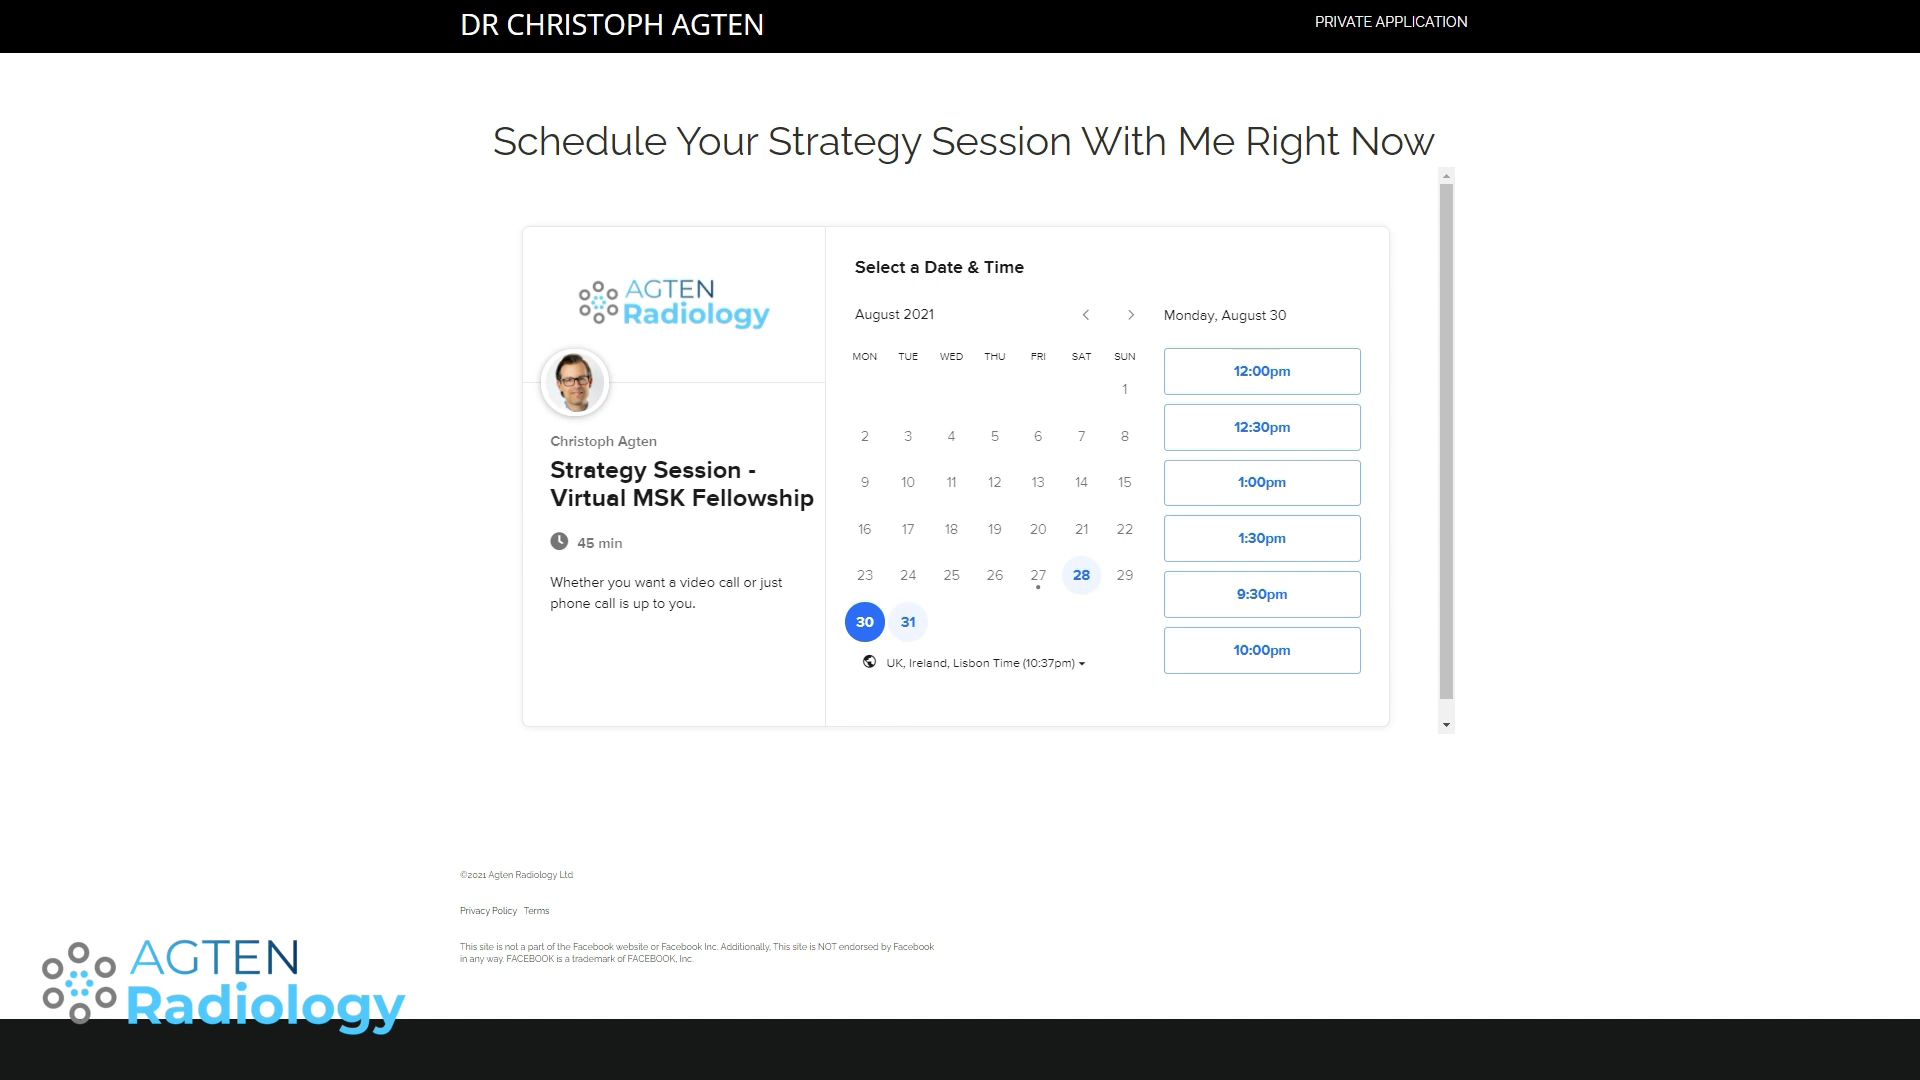 DR CHRISTOPH AGTEN
PRIVATE APPLICATION
Schedule Your Strategy Session With Me Right Now
AGTEN
Radiology
Christoph Agten
Strategy Session -
Virtual MSK Fellowship
45 min
Whether you want a video call or just
phone call is up to you.
Select a Date & Time
August 2021
MON TUE WED THU FRI SAT SUN
1
2 3 4 5 6 7 8
9 10 11 12 13 14 15
16 17 18 19 20 21 22
23 24 25 26 27 28 29
30 31
UK, Ireland, Lisbon Time (10:37pm)
Monday, August 30
12:00pm
12:30pm
1:00pm
1:30pm
9:30pm
10:00pm
©2021 Agten Radiology Ltd
Privacy Policy Terms
This site is not a part of the Facebook website or Facebook Inc. Additionally, This site is NOT endorsed by Facebook
in any way. FACEBOOK is a trademark of FACEBOOK, Inc.
AGTEN
Radiology